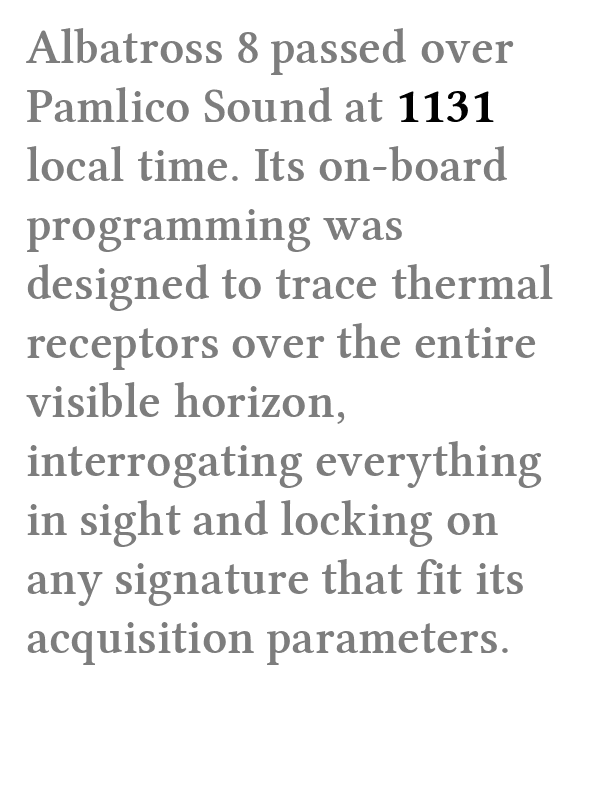 Albatross 8 passed over
Pamlico Sound at 1131
local time. Its on-board
programming was
designed to trace thermal
receptors over the entire
visible horizon,
interrogating everything
in sight and locking on
any signature that fit its
acquisition parameters.